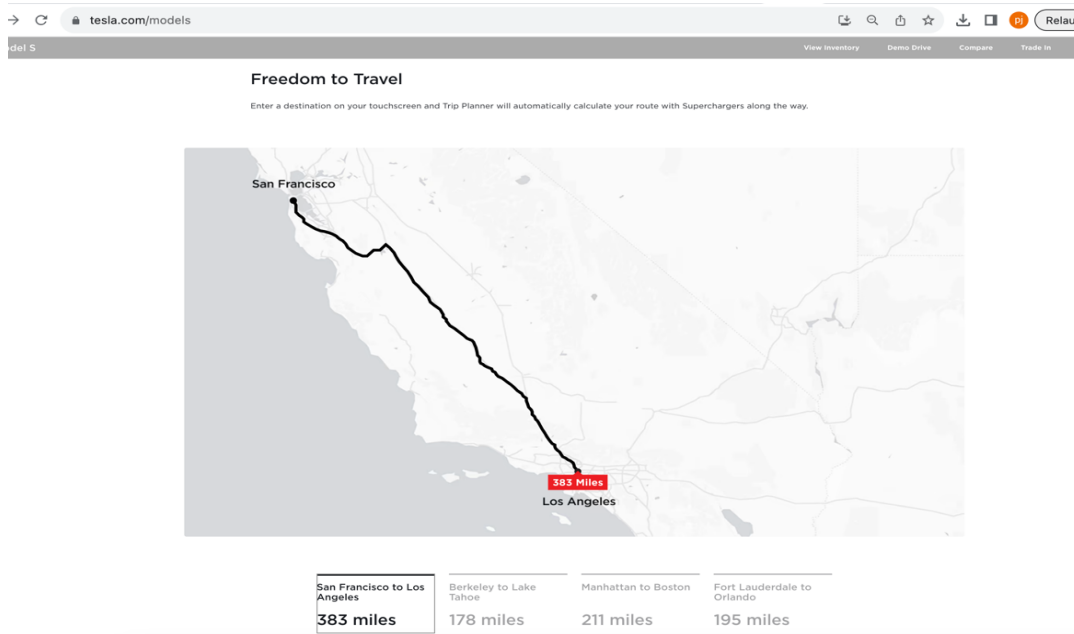 tesla.com/models
pj
Relau
del S
View Inventory
Demo Drive
Compare
Trade In
Freedom to Travel
Enter a destination on your touchscreen and Trip Planner will automatically calculate your route with Superchargers along the way.
San Francisco
383 Miles
Los Angeles
San Francisco to Los
Angeles
383 miles
Berkeley to Lake
Tahoe
178 miles
Manhattan to Boston
211 miles
Fort Lauderdale to
Orlando
195 miles